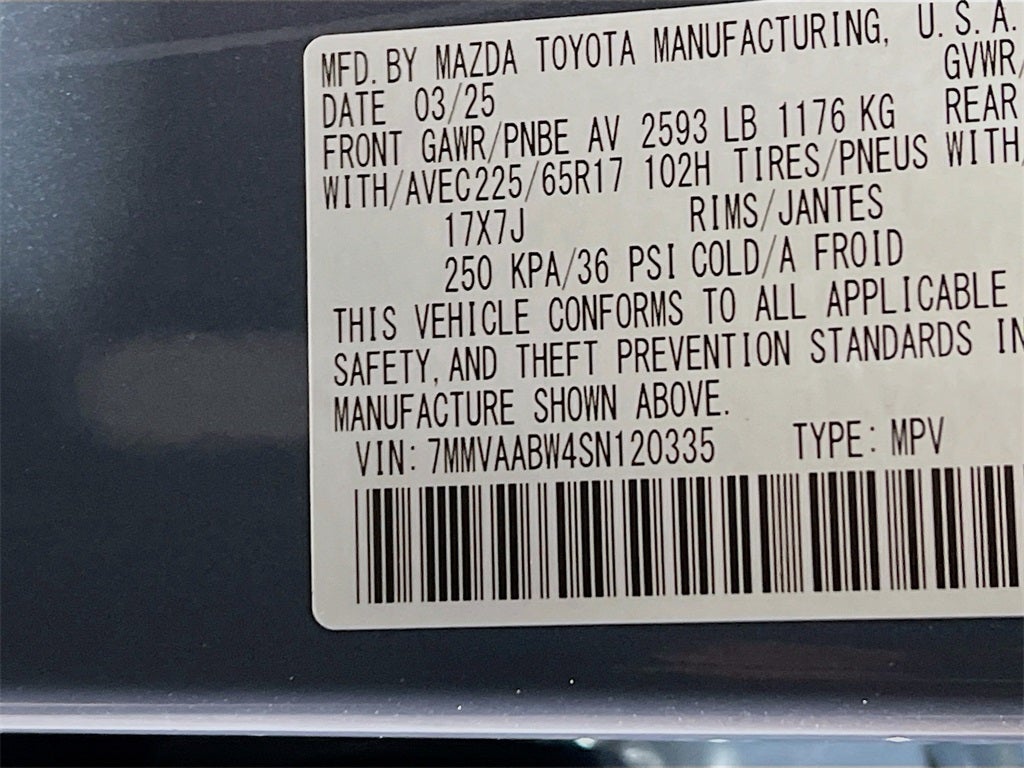 MFD. BY MAZDA TOYOTA MANUFACTURING, U. S. A.
DATE 03/25 GVWR/
FRONT GAWR/PNBE AV 2593 LB 1176 KG REAR
WITH/AVEC225/65R17 102H TIRES/PNEUS WITH/
17X7J RIMS/JANTES
250 KPA/36 PSI COLD/A FROID
THIS VEHICLE CONFORMS TO ALL APPLICABLE
SAFETY, AND THEFT PREVENTION STANDARDS IN
MANUFACTURE SHOWN ABOVE.
VIN: 7MMVAABW4SN120335 TYPE: MPV